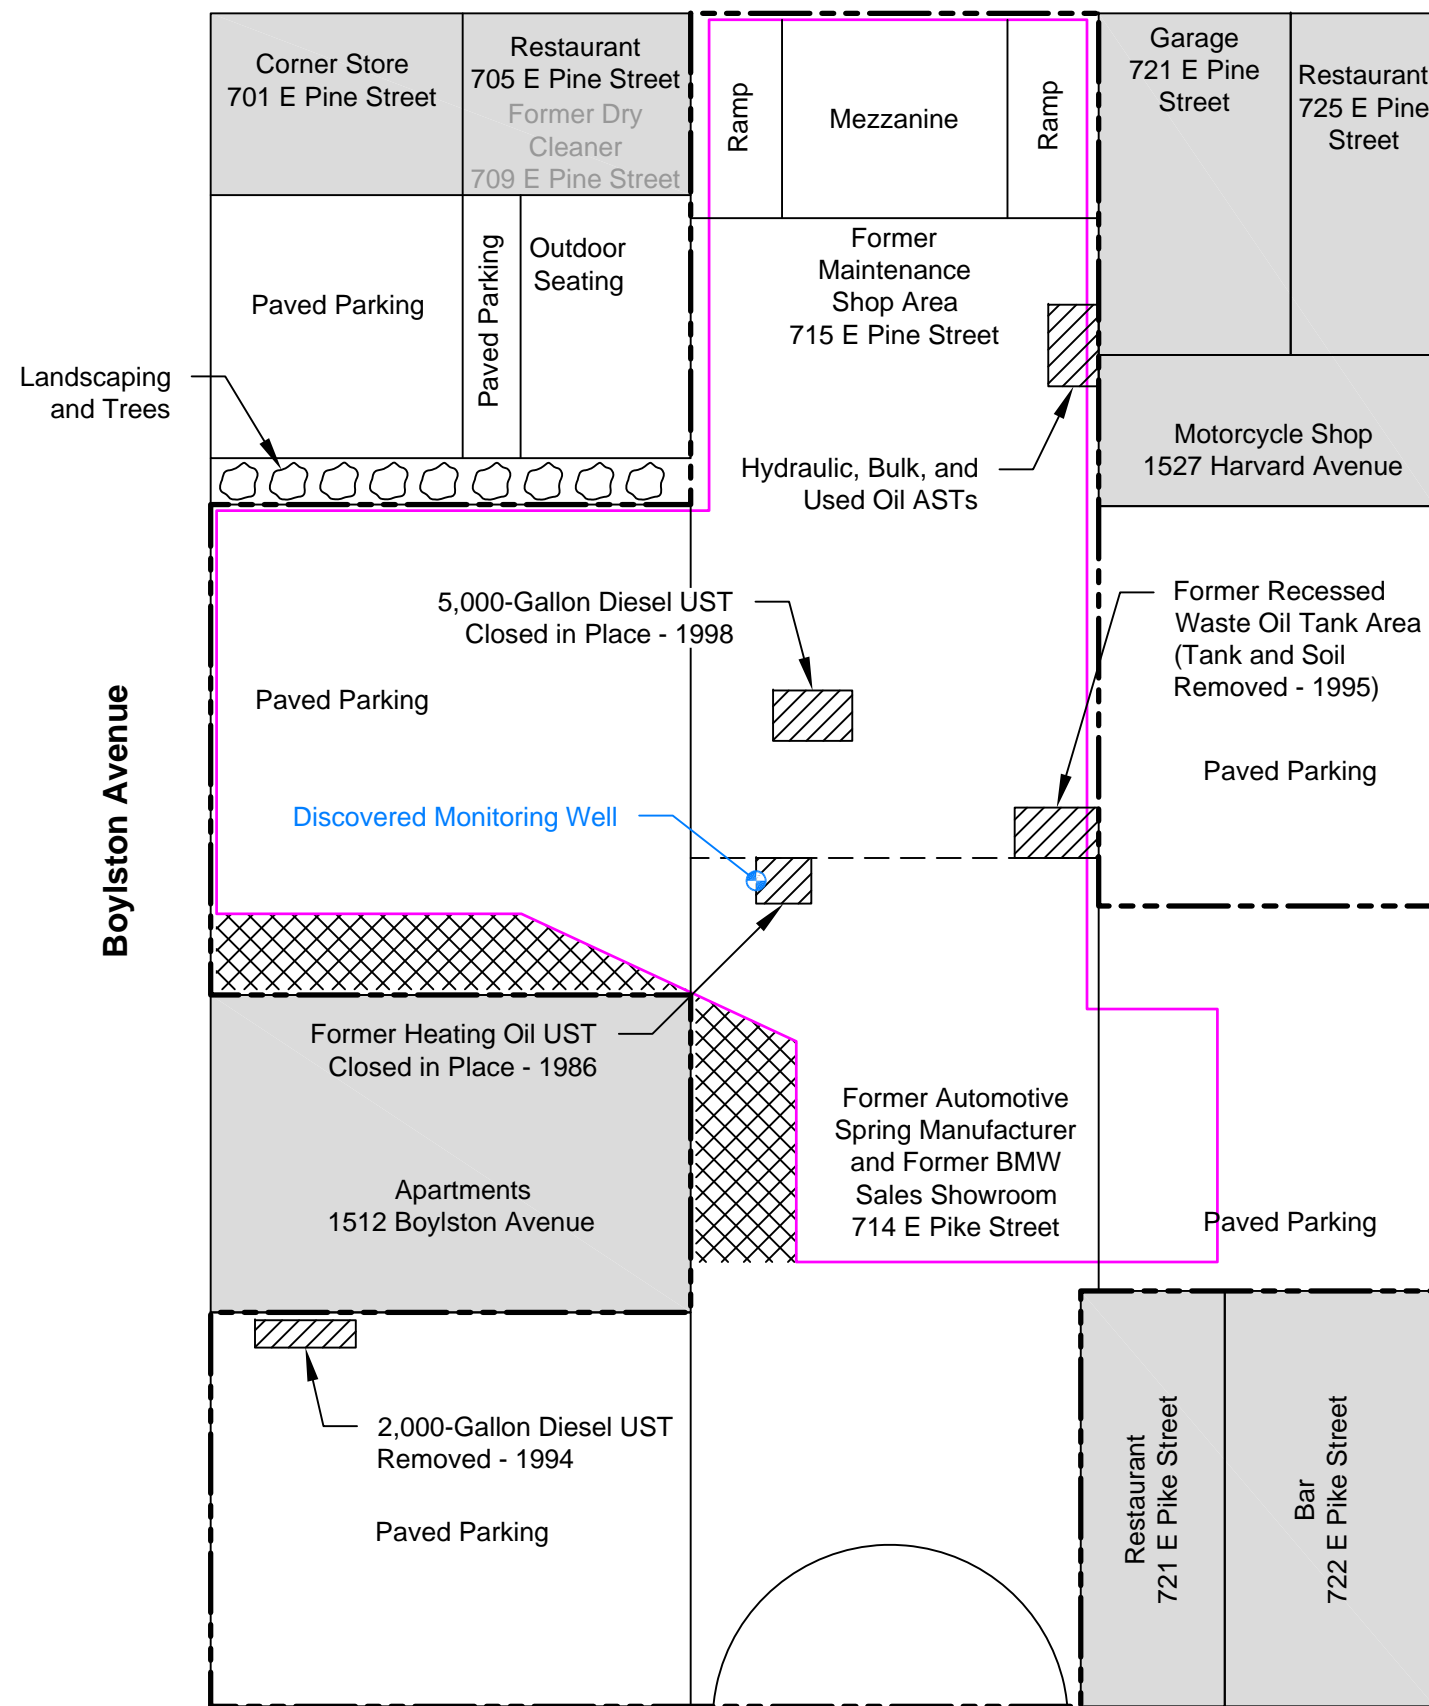 Corner Store
701 E Pine Street
Restaurant
705 E Pine Street
Former Dry
Cleaner
709 E Pine Street
Ramp
Mezzanine
Ramp
Garage
721 E Pine
Street
Restaurant
725 E Pine
Street
Paved Parking
Paved Parking
Outdoor
Seating
Former
Maintenance
Shop Area
715 E Pine Street
Landscaping
and Trees
Motorcycle Shop
1527 Harvard Avenue
Hydraulic, Bulk, and
Used Oil ASTs
5,000-Gallon Diesel UST
Closed in Place - 1998
Former Recessed
Waste Oil Tank Area
(Tank and Soil
Removed - 1995)
Paved Parking
Paved Parking
Boylston Avenue
Discovered Monitoring Well
Former Heating Oil UST
Closed in Place - 1986
Former Automotive
Spring Manufacturer
and Former BMW
Sales Showroom
714 E Pike Street
Apartments
1512 Boylston Avenue
Paved Parking
2,000-Gallon Diesel UST
Removed - 1994
Paved Parking
Restaurant
721 E Pike Street
Bar
722 E Pike Street